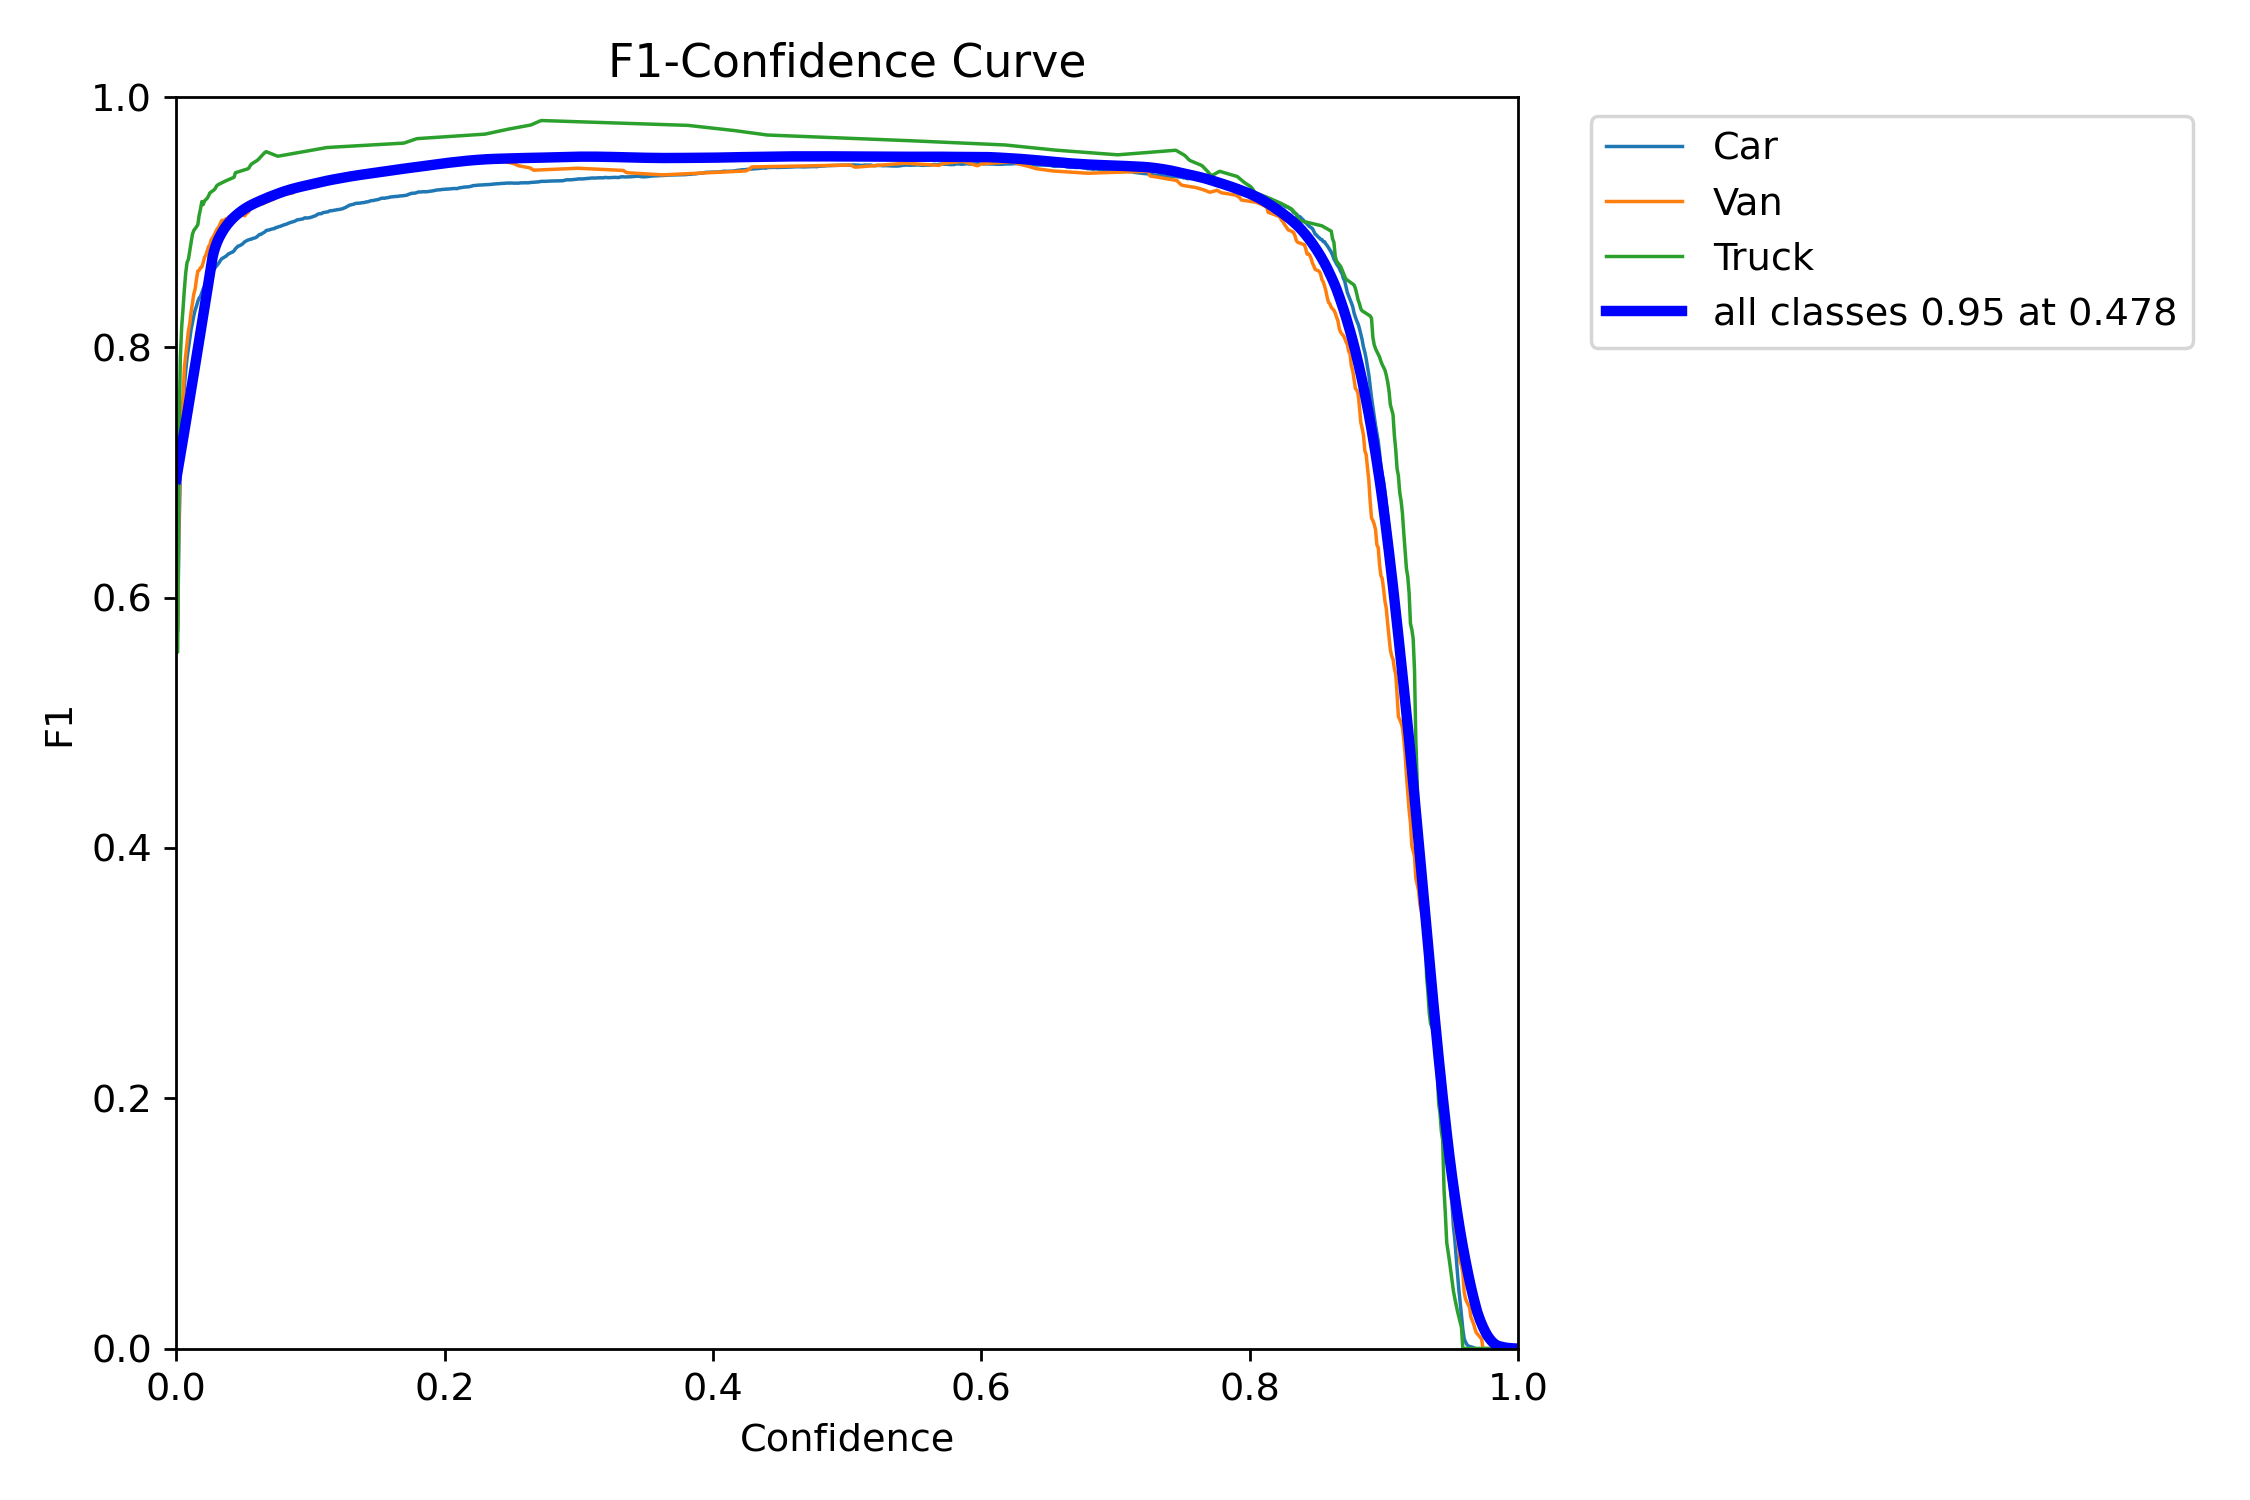 F1-Confidence Curve
1.0
0.8
0.6
0.4
0.2
0.0
F1
0.0 0.2 0.4 0.6 0.8 1.0
Confidence
Car
Van
Truck
all classes 0.95 at 0.478